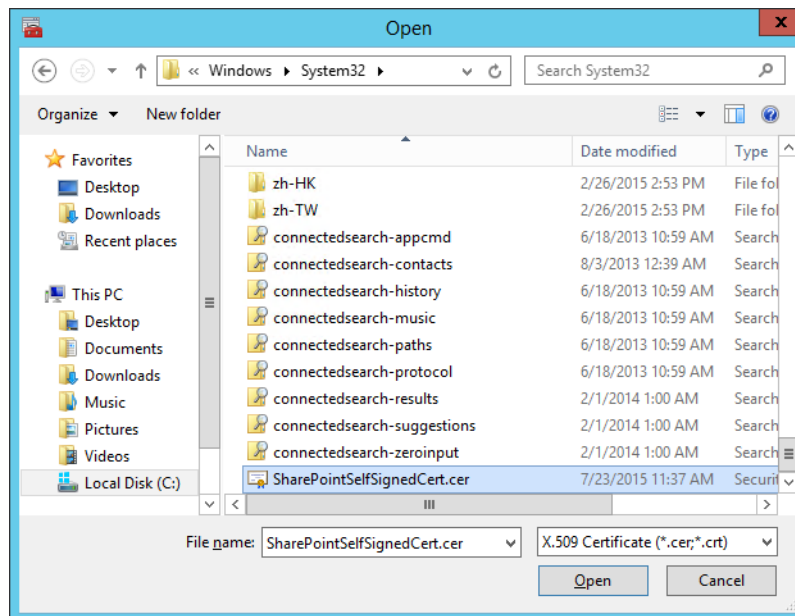 Open
x
« Windows System32
Search System32
Organize New folder
Name Date modified Type
Favorites
Desktop
Downloads
Recent places
This PC
Desktop
Documents
Downloads
Music
Pictures
Videos
Local Disk (C:)
zh-HK 2/26/2015 2:53 PM File fol
zh-TW 2/26/2015 2:53 PM File fol
connectedsearch-appcmd 6/18/2013 10:59 AM Search
connectedsearch-contacts 8/3/2013 12:39 AM Search
connectedsearch-history 6/18/2013 10:59 AM Search
connectedsearch-music 6/18/2013 10:59 AM Search
connectedsearch-paths 6/18/2013 10:59 AM Search
connectedsearch-protocol 6/18/2013 10:59 AM Search
connectedsearch-results 2/1/2014 1:00 AM Search
connectedsearch-suggestions 2/1/2014 1:00 AM Search
connectedsearch-zeroinput 2/1/2014 1:00 AM Search
SharePointSelfSignedCert.cer 7/23/2015 11:37 AM Securit
File name: SharePointSelfSignedCert.cer X.509 Certificate (*.cer;*.crt)
Open Cancel